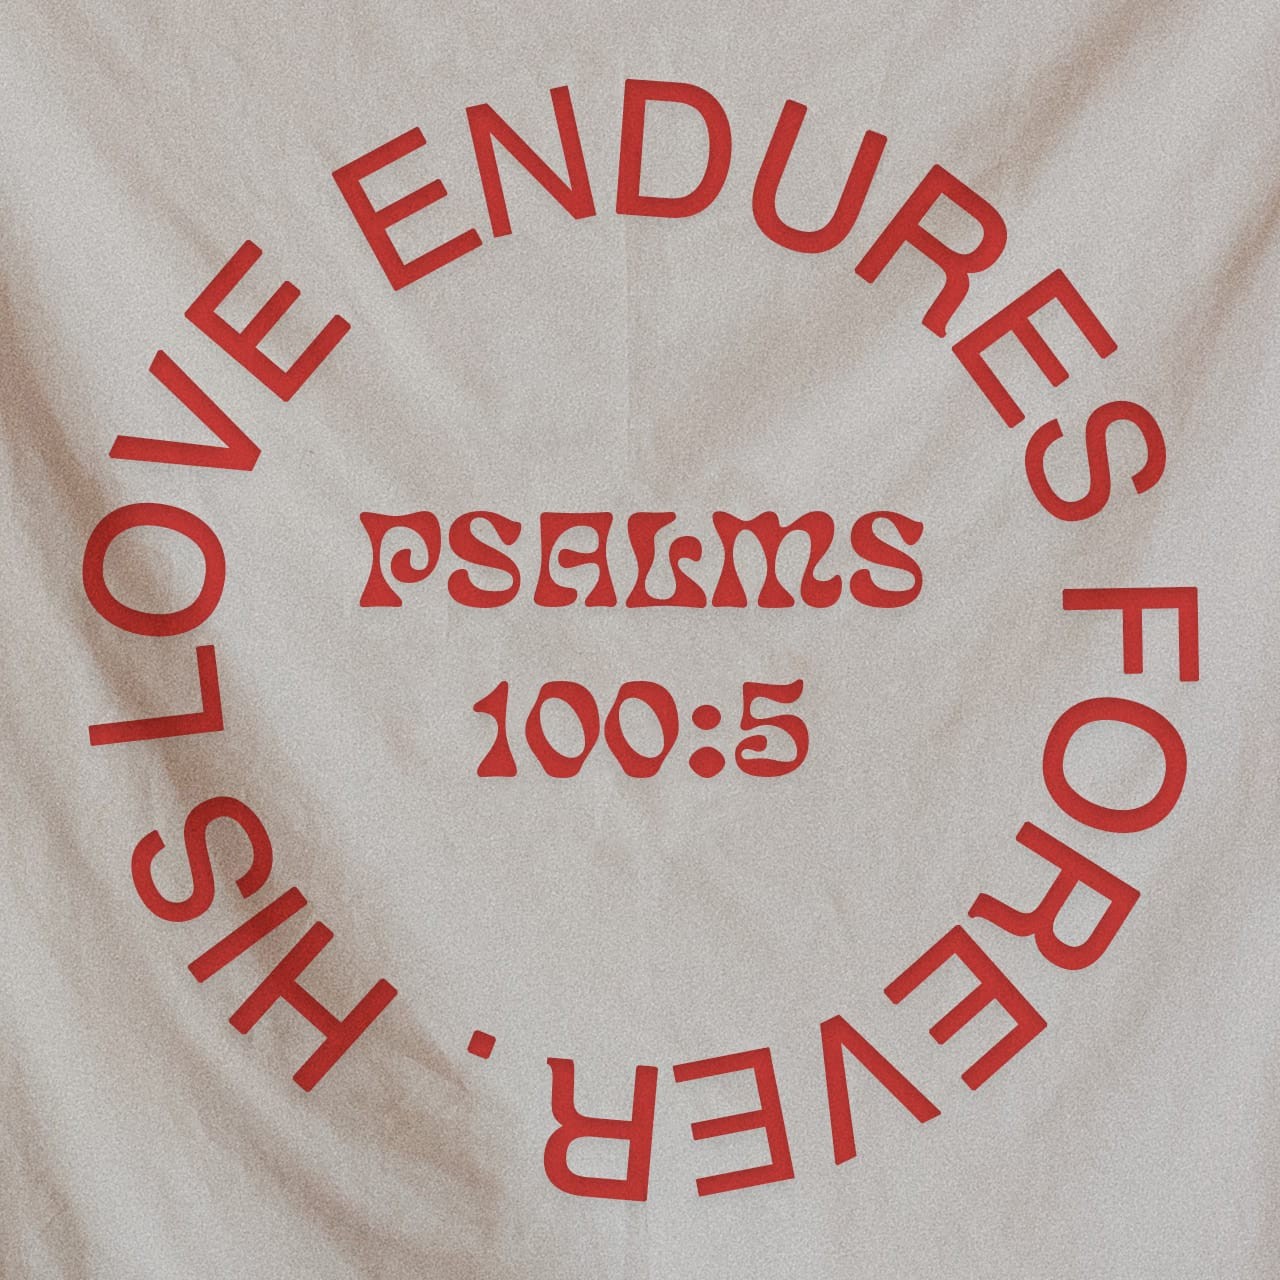 HIS LOVE ENDURES FOREVER.
PSALMS
100:5